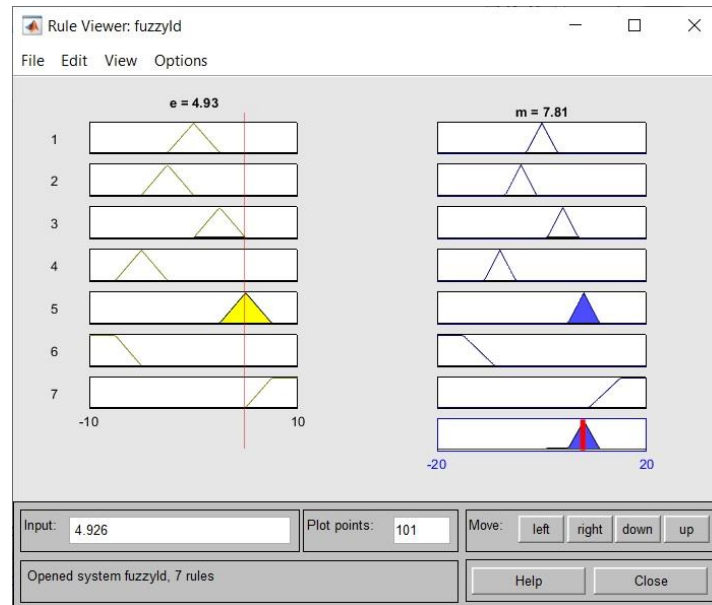 Rule Viewer: fuzzyld
File Edit View Options
e = 4.93
m = 7.81
1
2
3
4
5
6
7
-10 10
-20 20
Input: 4.926
Plot points: 101
Move: left right down up
Opened system fuzzyld, 7 rules
Help Close